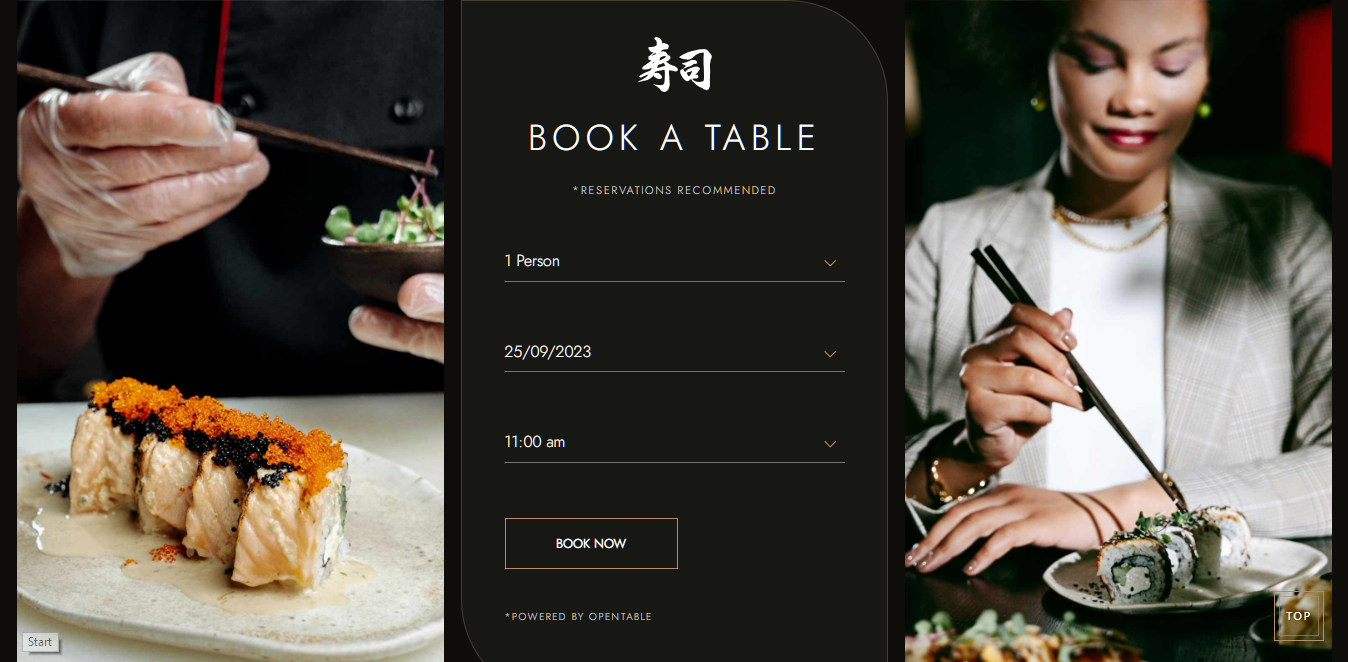 寿司
BOOK A TABLE
*RESERVATIONS RECOMMENDED
1 Person
25/09/2023
11:00 am
BOOK NOW
*POWERED BY OPENTABLE
Start
TOP